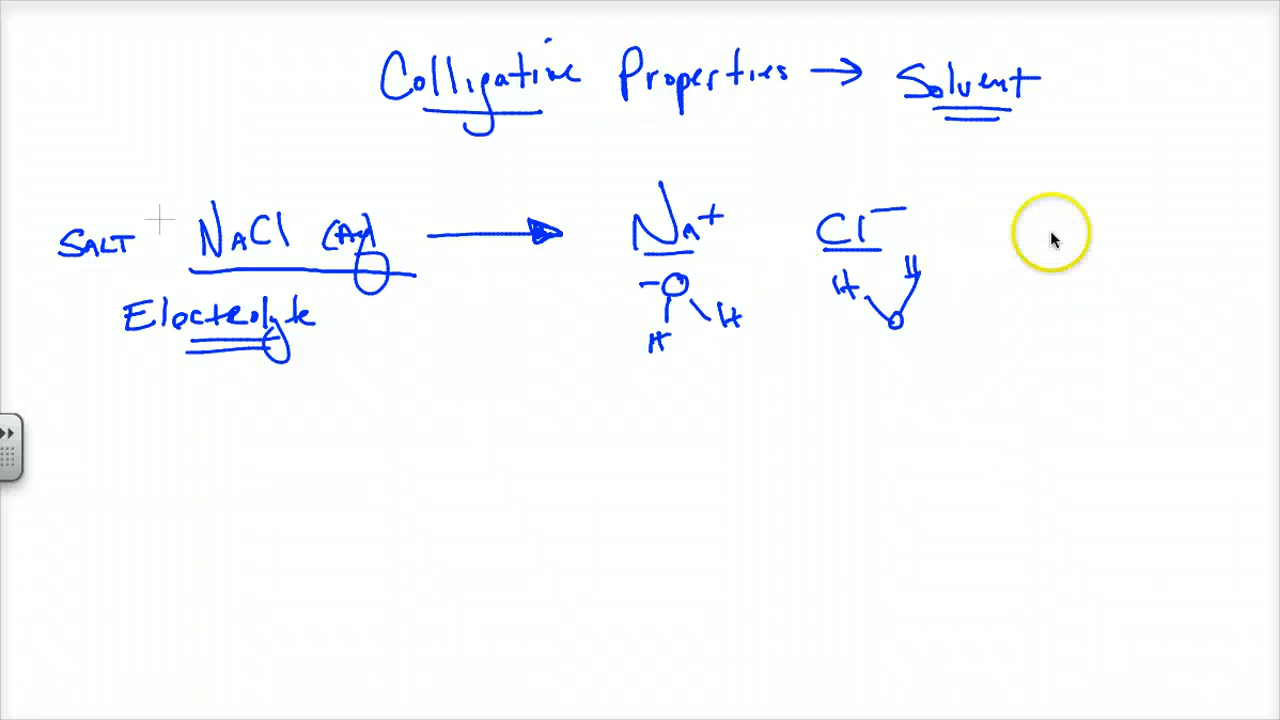 Colligative Properties → Solvent
SALT NaCl (Aq) → Na+ Cl−
Electrolyte
−O H H
H H O